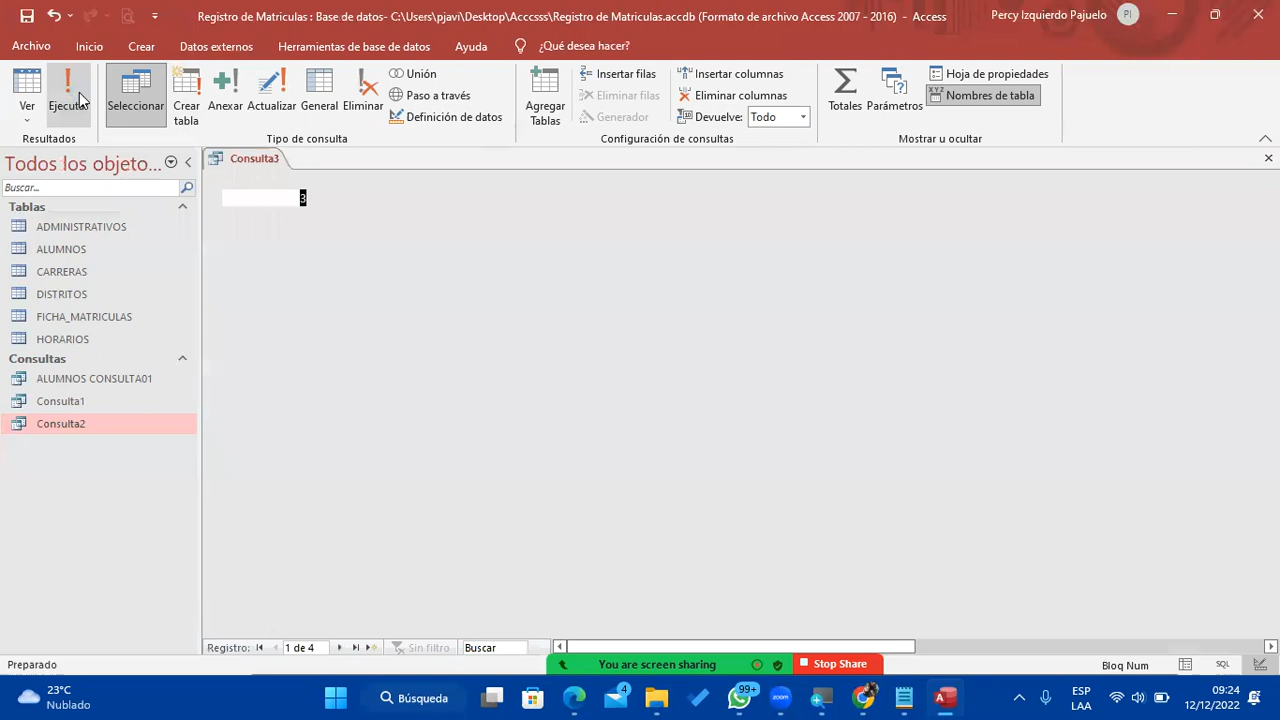 Registro de Matriculas : Base de datos- C:\Users\pjavi\Desktop\Acccsss\Registro de Matriculas.accdb (Formato de archivo Access 2007 - 2016) - Access
Percy Izquierdo Pajuelo
PI
Archivo
Inicio
Crear
Datos externos
Herramientas de base de datos
Ayuda
¿Qué desea hacer?
Ver
Ejecutar
Seleccionar
Crear tabla
Anexar
Actualizar
General
Eliminar
Unión
Paso a través
Definición de datos
Agregar Tablas
Insertar filas
Eliminar filas
Generador
Insertar columnas
Eliminar columnas
Devuelve: Todo
Totales
Parámetros
Hoja de propiedades
XYZ Nombres de tabla
Resultados
Tipo de consulta
Configuración de consultas
Mostrar u ocultar
Todos los objeto...
Consulta3
Buscar...
3
Tablas
ADMINISTRATIVOS
ALUMNOS
CARRERAS
DISTRITOS
FICHA_MATRICULAS
HORARIOS
Consultas
ALUMNOS CONSULTA01
Consulta1
Consulta2
Registro: 1 de 4 Sin filtro Buscar
Preparado
You are screen sharing
Stop Share
Bloq Num
SQL
23°C
Nublado
Búsqueda
4
99+
ESP
LAA
09:24
12/12/2022